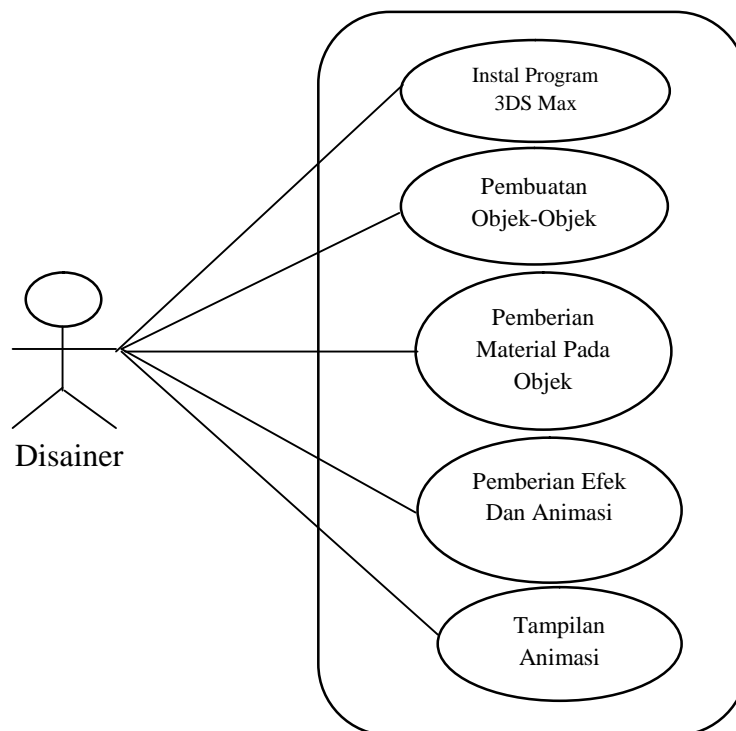 Instal Program
3DS Max
Pembuatan
Objek-Objek
Pemberian
Material Pada
Objek
Disainer
Pemberian Efek
Dan Animasi
Tampilan
Animasi